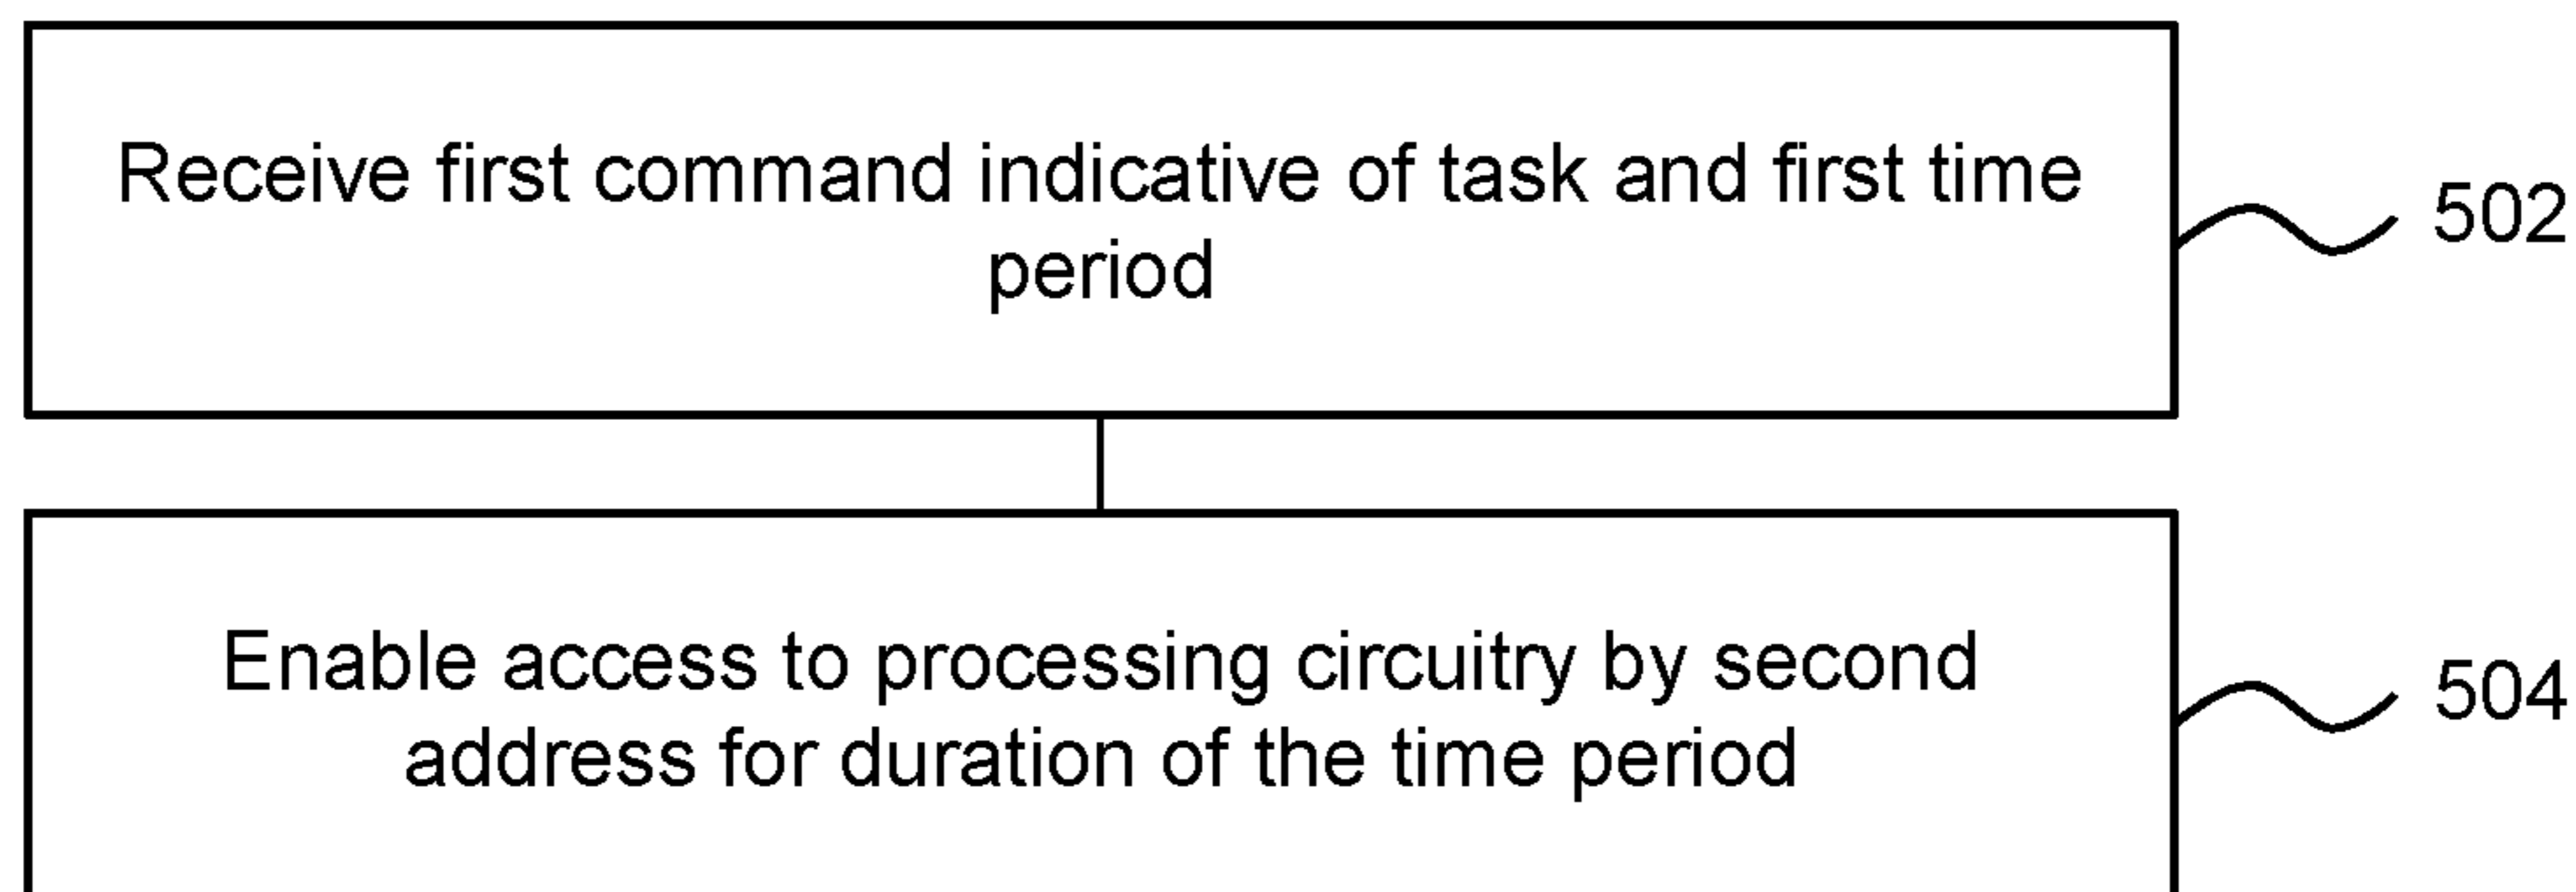 Receive first command indicative of task and first time
period
502
Enable access to processing circuitry by second
address for duration of the time period
504